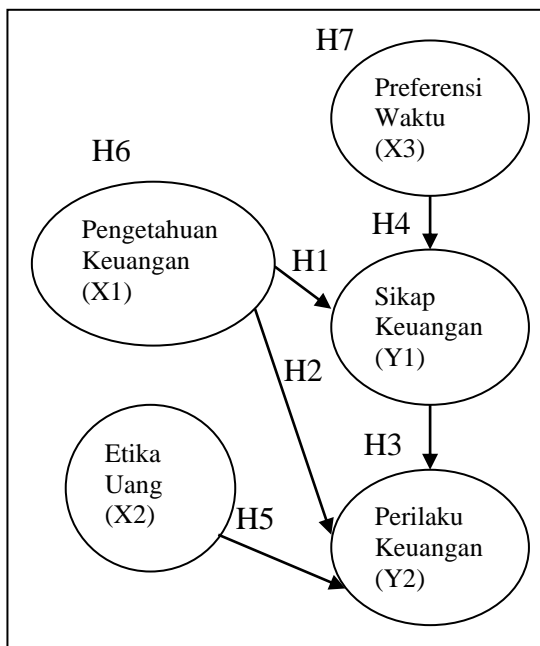 H7
Preferensi
Waktu
(X3)
H6
H4
Pengetahuan
Keuangan
(X1)
H1
Sikap
Keuangan
(Y1)
H2
H3
Etika
Uang
(X2)
H5
Perilaku
Keuangan
(Y2)